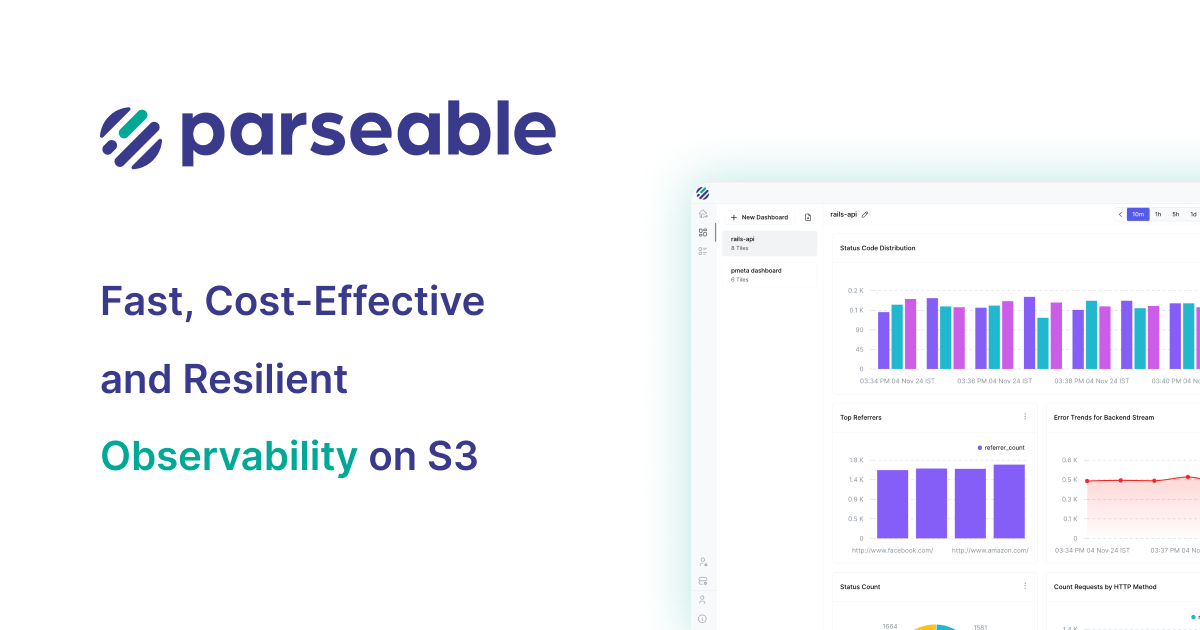 parseable
Fast, Cost-Effective
and Resilient
Observability on S3
New Dashboard
rails-api
8 Tiles
pmeta dashboard
6 Tiles
rails-api
10m 1h 5h 1d
Status Code Distribution
0.2 K
0.1 K
90
45
0
03:34 PM 04 Nov 24 IST 03:36 PM 04 Nov 24 IST 03:38 PM 04 Nov 24 IST 03:40 PM 04 No
Top Referrers
referrer_count
1.8 K
1.4 K
0.9 K
0.5 K
0
http://www.facebook.com/ http://www.amazon.com/
Error Trends for Backend Stream
0.6 K
0.5 K
0.3 K
0.1 K
0
03:34 PM 04 Nov 24 IST 03:37 PM 04 No
Status Count
1664 1581
Count Requests by HTTP Method
1.4 K